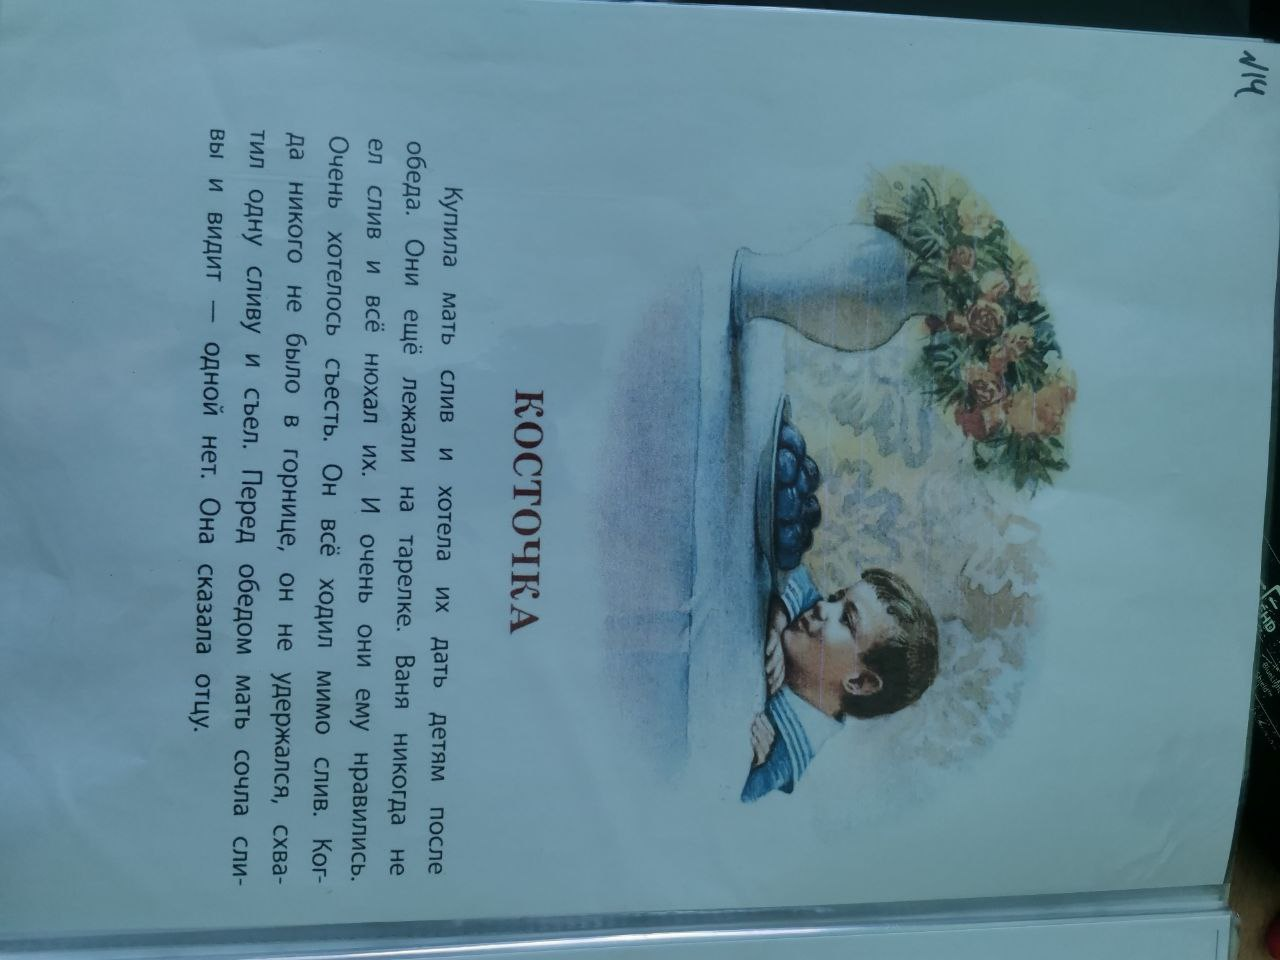 №14
КОСТОЧКА
Купила мать слив и хотела их дать детям после
обеда. Они ещё лежали на тарелке. Ваня никогда не
ел слив и всё нюхал их. И очень они ему нравились.
Очень хотелось съесть. Он всё ходил мимо слив. Ког-
да никого не было в горнице, он не удержался, схва-
тил одну сливу и съел. Перед обедом мать сочла сли-
вы и видит — одной нет. Она сказала отцу.